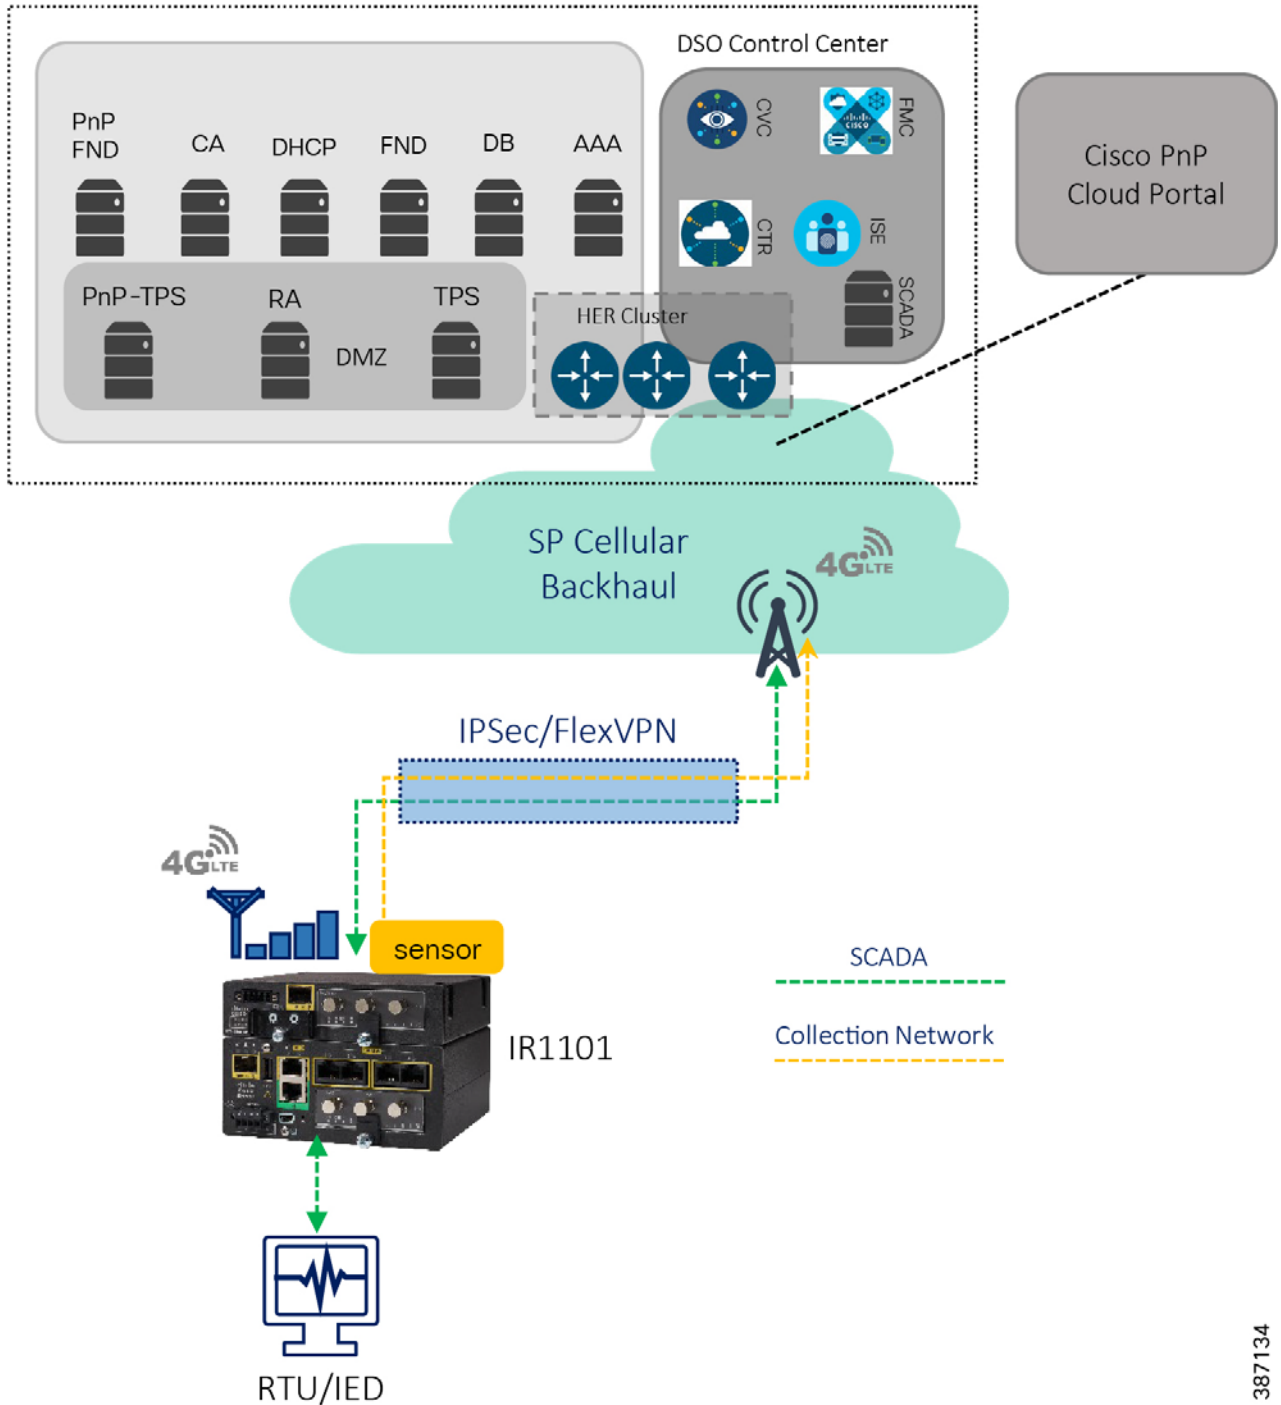 DSO Control Center
PnP
FND
CA
DHCP
FND
DB
AAA
CVC
FMC
CISCO
CTR
ISE
SCADA
PnP-TPS
RA
TPS
DMZ
HER Cluster
Cisco PnP
Cloud Portal
SP Cellular
Backhaul
4G LTE
IPSec/FlexVPN
4G LTE
sensor
IR1101
SCADA
Collection Network
RTU/IED
387134